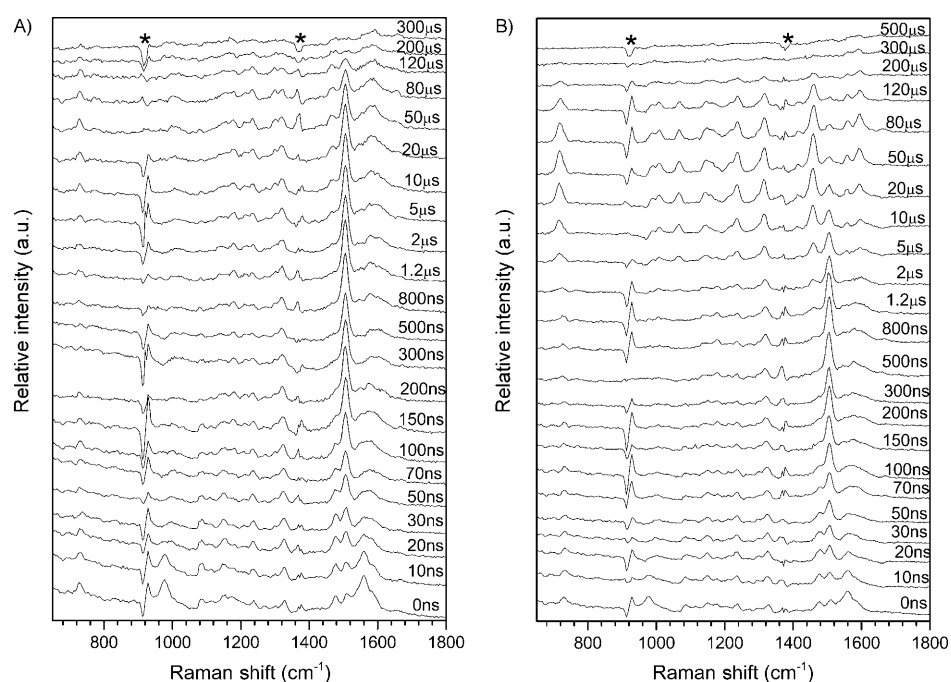 A)
*
*
300μs
200μs
120μs
80μs
50μs
20μs
10μs
5μs
2μs
1.2μs
800ns
500ns
300ns
200ns
150ns
100ns
70ns
50ns
30ns
20ns
10ns
0ns
Relative intensity (a.u.)
800 1000 1200 1400 1600 1800
Raman shift (cm⁻¹)
B)
*
*
500μs
300μs
200μs
120μs
80μs
50μs
20μs
10μs
5μs
2μs
1.2μs
800ns
500ns
300ns
200ns
150ns
100ns
70ns
50ns
30ns
20ns
10ns
0ns
Relative intensity (a.u.)
800 1000 1200 1400 1600 1800
Raman shift (cm⁻¹)